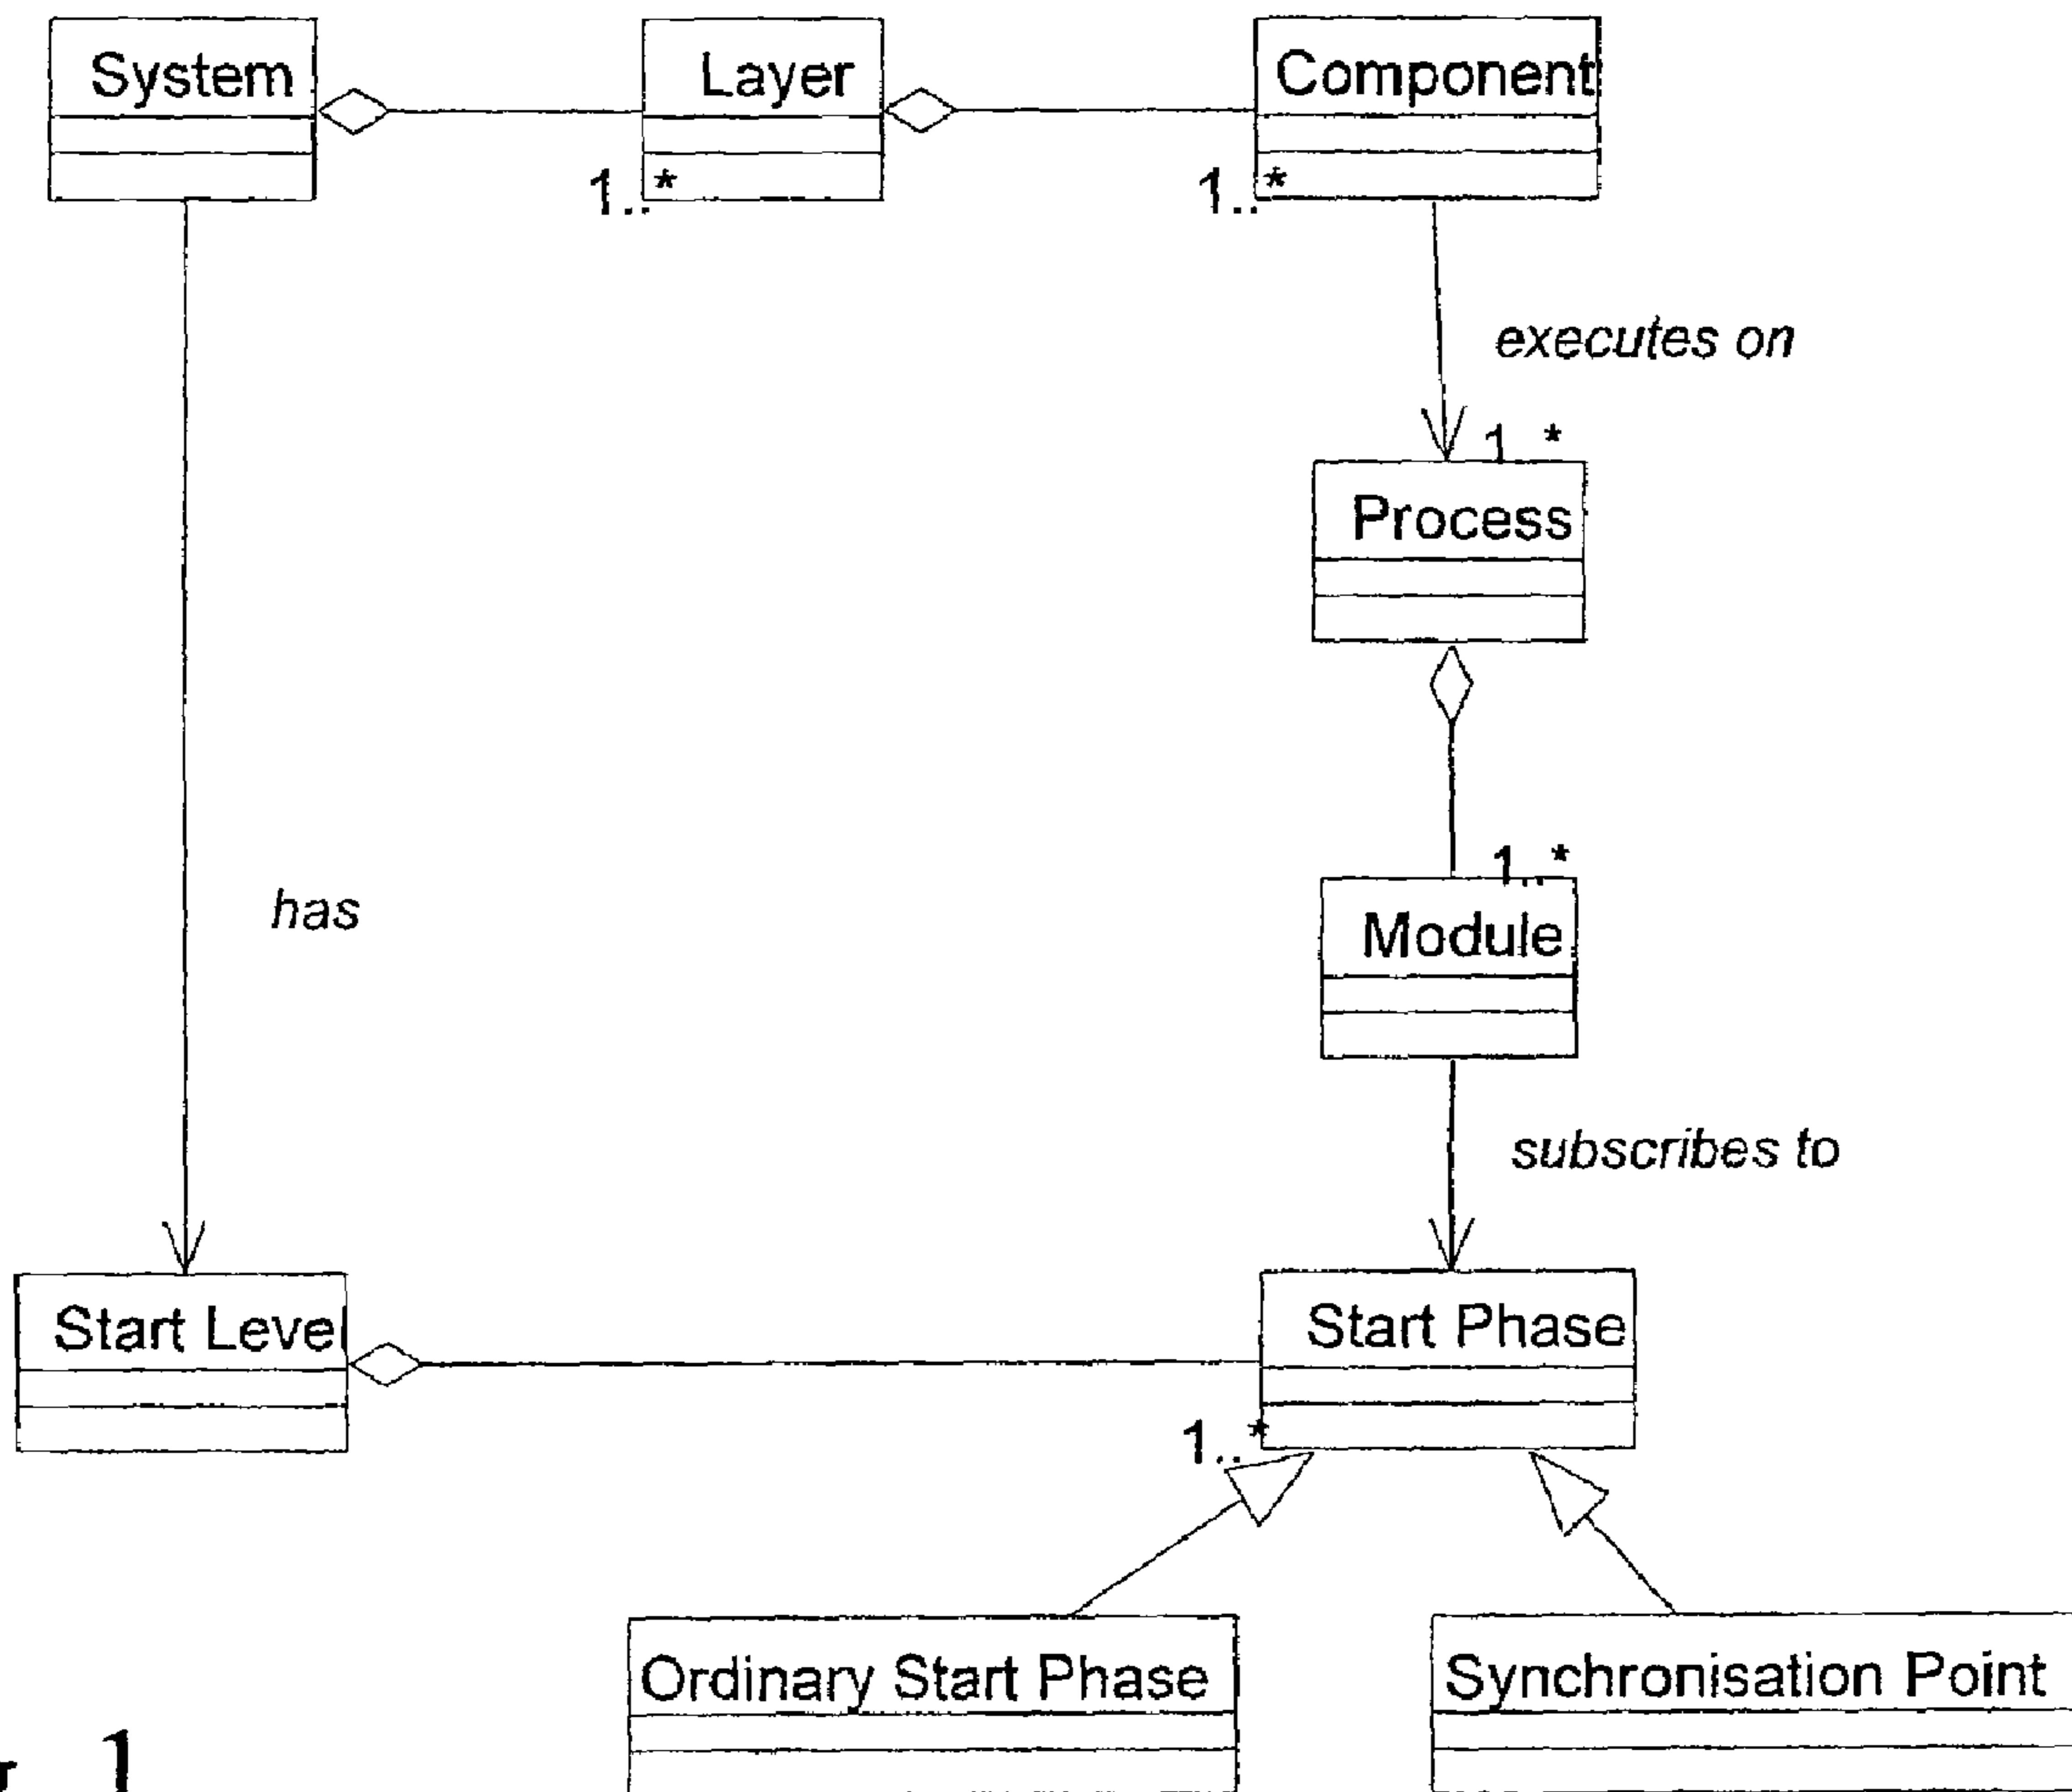 System
Layer
Component
1..*
1..*
executes on
1..*
Process
has
1..*
Module
subscribes to
Start Level
Start Phase
1..*
Ordinary Start Phase
Synchronisation Point
1